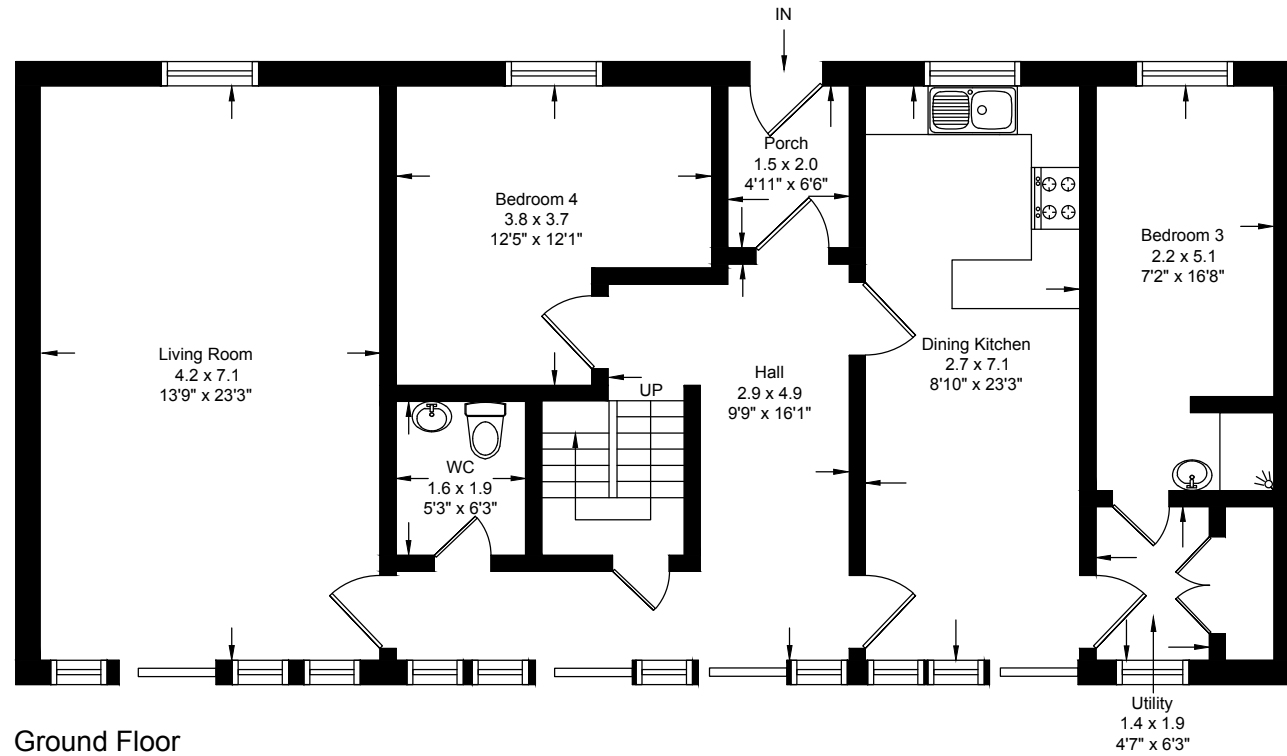 IN
Porch
1.5 x 2.0
4'11" x 6'6"
Bedroom 4
3.8 x 3.7
12'5" x 12'1"
Bedroom 3
2.2 x 5.1
7'2" x 16'8"
Living Room
4.2 x 7.1
13'9" x 23'3"
Dining Kitchen
2.7 x 7.1
8'10" x 23'3"
Hall
2.9 x 4.9
9'9" x 16'1"
UP
WC
1.6 x 1.9
5'3" x 6'3"
Utility
1.4 x 1.9
4'7" x 6'3"
Ground Floor